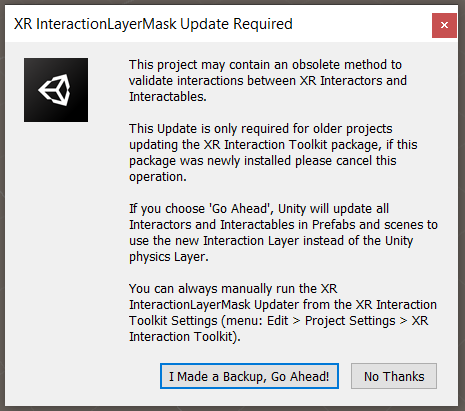 XR InteractionLayerMask Update Required
This project may contain an obsolete method to
validate interactions between XR Interactors and
Interactables.
This Update is only required for older projects
updating the XR Interaction Toolkit package, if this
package was newly installed please cancel this
operation.
If you choose 'Go Ahead', Unity will update all
Interactors and Interactables in Prefabs and scenes to
use the new Interaction Layer instead of the Unity
physics Layer.
You can always manually run the XR
InteractionLayerMask Updater from the XR Interaction
Toolkit Settings (menu: Edit > Project Settings > XR
Interaction Toolkit).
I Made a Backup, Go Ahead!
No Thanks